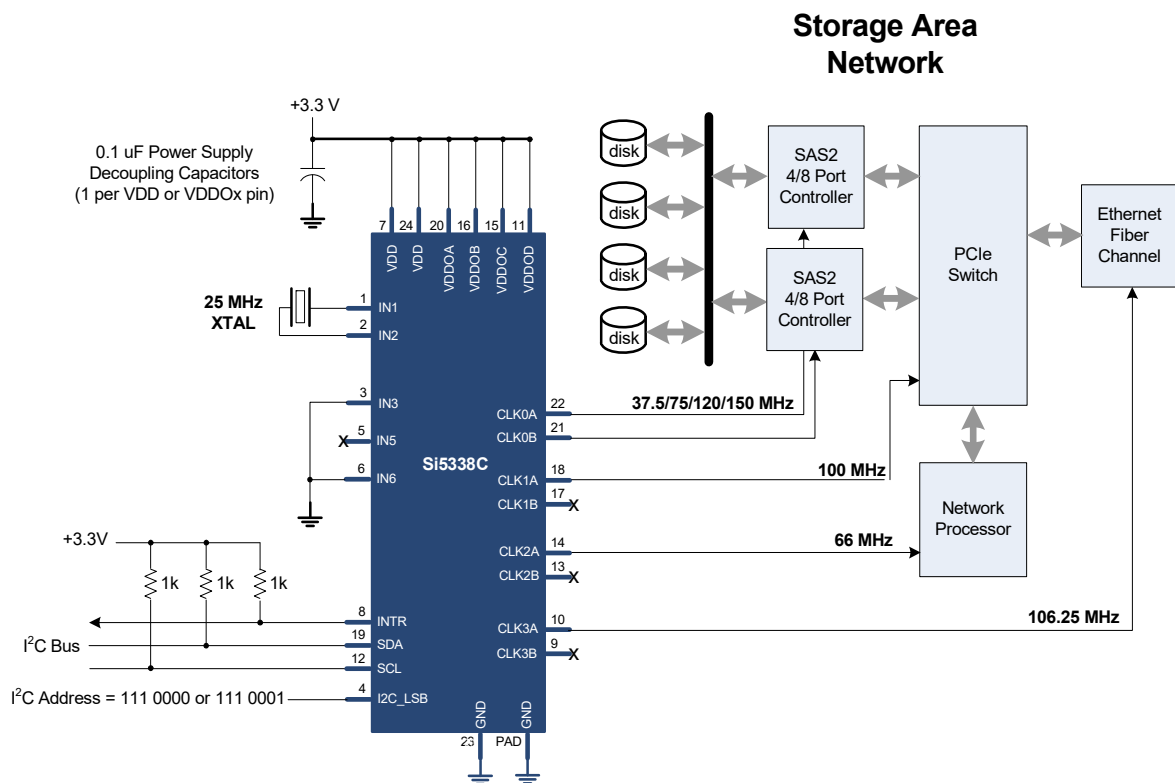 Storage Area
Network
+3.3 V
0.1 uF Power Supply
Decoupling Capacitors
(1 per VDD or VDDOx pin)
7
24
20
16
15
11
VDD
VDD
VDDOA
VDDOB
VDDOC
VDDOD
25 MHz
XTAL
1
IN1
2
IN2
3
IN3
5
X
IN5
6
IN6
Si5338C
22
CLK0A
21
CLK0B
18
CLK1A
17
CLK1B
X
14
CLK2A
13
CLK2B
X
10
CLK3A
9
CLK3B
X
+3.3V
1k
1k
1k
8
INTR
I²C Bus
19
SDA
12
SCL
I²C Address = 111 0000 or 111 0001
4
I2C_LSB
GND
GND
23
PAD
disk
disk
disk
disk
SAS2
4/8 Port
Controller
SAS2
4/8 Port
Controller
PCIe
Switch
Ethernet
Fiber
Channel
Network
Processor
37.5/75/120/150 MHz
100 MHz
66 MHz
106.25 MHz